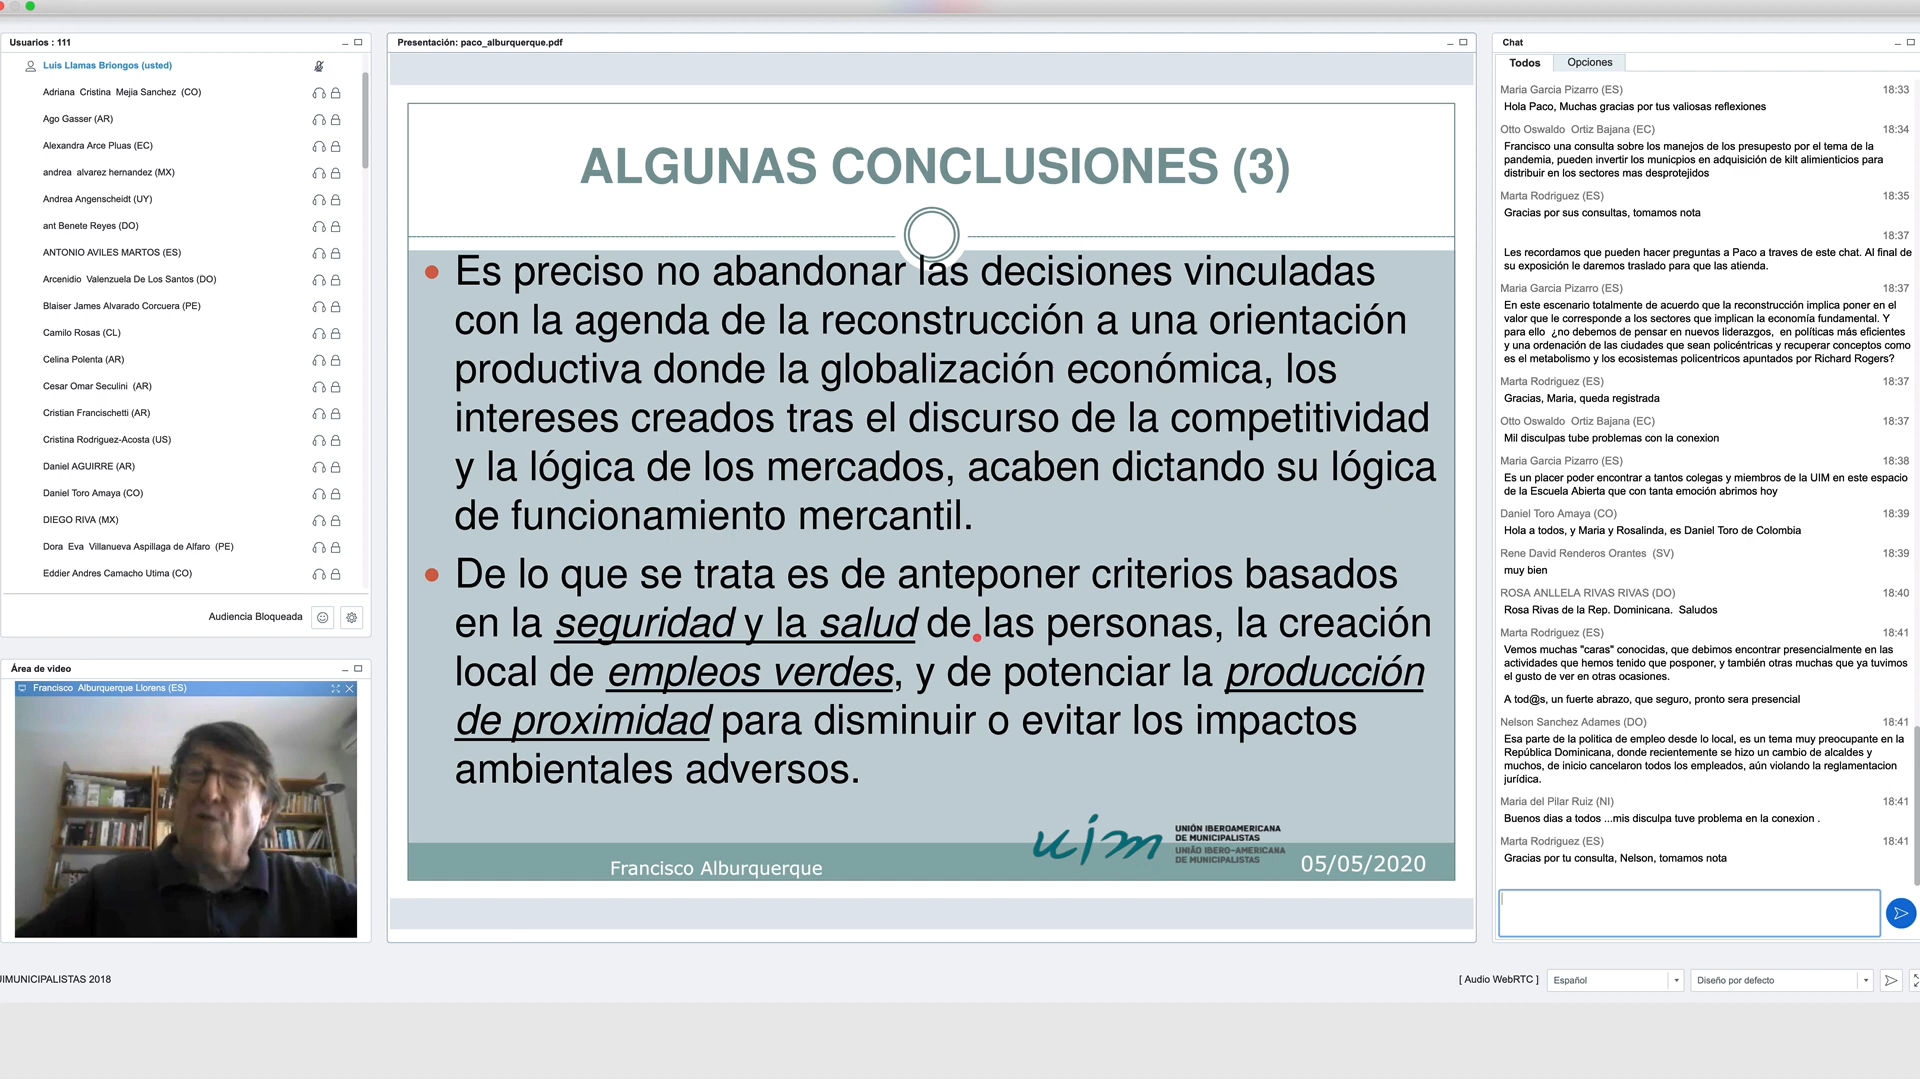 Usuarios : 111
Luis Llamas Briongos (usted)
Adriana Cristina Mejia Sanchez (CO)
Ago Gasser (AR)
Alexandra Arce Pluas (EC)
andrea alvarez hernandez (MX)
Andrea Angenscheidt (UY)
ant Benete Reyes (DO)
ANTONIO AVILES MARTOS (ES)
Arcenidio Valenzuela De Los Santos (DO)
Blaiser James Alvarado Corcuera (PE)
Camilo Rosas (CL)
Celina Polenta (AR)
Cesar Omar Seculini (AR)
Cristian Francischetti (AR)
Cristina Rodriguez-Acosta (US)
Daniel AGUIRRE (AR)
Daniel Toro Amaya (CO)
DIEGO RIVA (MX)
Dora Eva Villanueva Aspillaga de Alfaro (PE)
Eddier Andres Camacho Utima (CO)
Audiencia Bloqueada
Área de video
Francisco Alburquerque Llorens (ES)
Presentación: paco_alburquerque.pdf
ALGUNAS CONCLUSIONES (3)
• Es preciso no abandonar las decisiones vinculadas
con la agenda de la reconstrucción a una orientación
productiva donde la globalización económica, los
intereses creados tras el discurso de la competitividad
y la lógica de los mercados, acaben dictando su lógica
de funcionamiento mercantil.
• De lo que se trata es de anteponer criterios basados
en la seguridad y la salud de las personas, la creación
local de empleos verdes, y de potenciar la producción
de proximidad para disminuir o evitar los impactos
ambientales adversos.
Francisco Alburquerque
uim
UNIÓN IBEROAMERICANA
DE MUNICIPALISTAS
UNIÃO IBERO-AMERICANA
DE MUNICIPALISTAS
05/05/2020
Chat
Todos Opciones
Maria Garcia Pizarro (ES) 18:33
Hola Paco, Muchas gracias por tus valiosas reflexiones
Otto Oswaldo Ortiz Bajana (EC) 18:34
Francisco una consulta sobre los manejos de los presupesto por el tema de la
pandemia, pueden invertir los municpios en adquisición de kilt alimienticios para
distribuir en los sectores mas desprotejidos
Marta Rodriguez (ES) 18:35
Gracias por sus consultas, tomamos nota
18:37
Les recordamos que pueden hacer preguntas a Paco a traves de este chat. Al final de
su exposición le daremos traslado para que las atienda.
Maria Garcia Pizarro (ES) 18:37
En este escenario totalmente de acuerdo que la reconstrucción implica poner en el
valor que le corresponde a los sectores que implican la economía fundamental. Y
para ello ¿no debemos de pensar en nuevos liderazgos, en políticas más eficientes
y una ordenación de las ciudades que sean policéntricas y recuperar conceptos como
es el metabolismo y los ecosistemas policentricos apuntados por Richard Rogers?
Marta Rodriguez (ES) 18:37
Gracias, Maria, queda registrada
Otto Oswaldo Ortiz Bajana (EC) 18:37
Mil disculpas tube problemas con la conexion
Maria Garcia Pizarro (ES) 18:38
Es un placer poder encontrar a tantos colegas y miembros de la UIM en este espacio
de la Escuela Abierta que con tanta emoción abrimos hoy
Daniel Toro Amaya (CO) 18:39
Hola a todos, y Maria y Rosalinda, es Daniel Toro de Colombia
Rene David Renderos Orantes (SV) 18:39
muy bien
ROSA ANLLELA RIVAS RIVAS (DO) 18:40
Rosa Rivas de la Rep. Dominicana. Saludos
Marta Rodriguez (ES) 18:41
Vemos muchas "caras" conocidas, que debimos encontrar presencialmente en las
actividades que hemos tenido que posponer, y también otras muchas que ya tuvimos
el gusto de ver en otras ocasiones.
A tod@s, un fuerte abrazo, que seguro, pronto sera presencial
Nelson Sanchez Adames (DO) 18:41
Esa parte de la politica de empleo desde lo local, es un tema muy preocupante en la
República Dominicana, donde recientemente se hizo un cambio de alcaldes y
muchos, de inicio cancelaron todos los empleados, aún violando la reglamentacion
jurídica.
Maria del Pilar Ruiz (NI) 18:41
Buenos dias a todos ...mis disculpa tuve problema en la conexion .
Marta Rodriguez (ES) 18:41
Gracias por tu consulta, Nelson, tomamos nota
UIMUNICIPALISTAS 2018
[ Audio WebRTC ] Español Diseño por defecto